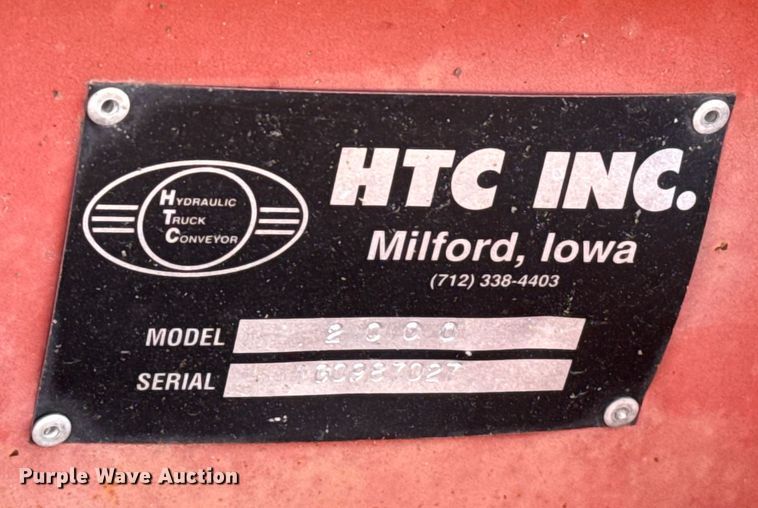 HYDRAULIC
TRUCK
CONVEYOR
HTC INC.
Milford, Iowa
(712) 338-4403
MODEL 2000
SERIAL
Purple Wave Auction